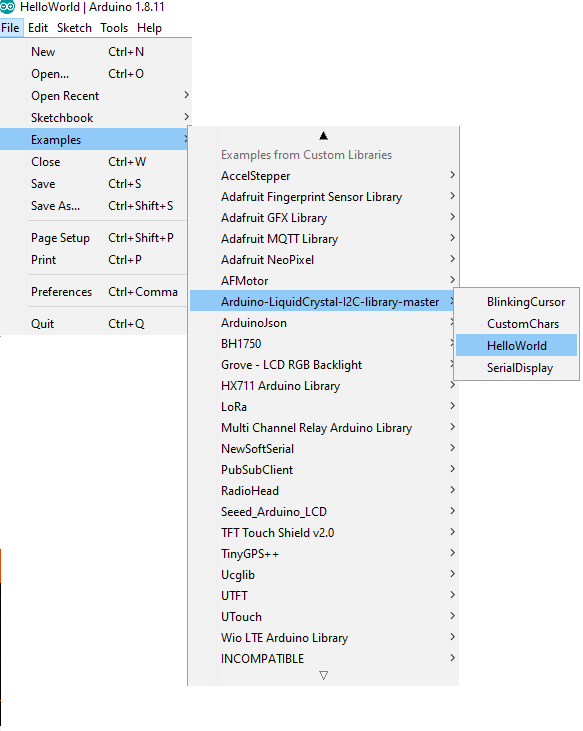 HelloWorld | Arduino 1.8.11
File Edit Sketch Tools Help
New Ctrl+N
Open... Ctrl+O
Open Recent
Sketchbook
Examples
Close Ctrl+W
Save Ctrl+S
Save As... Ctrl+Shift+S
Page Setup Ctrl+Shift+P
Print Ctrl+P
Preferences Ctrl+Comma
Quit Ctrl+Q
Examples from Custom Libraries
AccelStepper
Adafruit Fingerprint Sensor Library
Adafruit GFX Library
Adafruit MQTT Library
Adafruit NeoPixel
AFMotor
Arduino-LiquidCrystal-I2C-library-master
ArduinoJson
BH1750
Grove - LCD RGB Backlight
HX711 Arduino Library
LoRa
Multi Channel Relay Arduino Library
NewSoftSerial
PubSubClient
RadioHead
Seeed_Arduino_LCD
TFT Touch Shield v2.0
TinyGPS++
Ucglib
UTFT
UTouch
Wio LTE Arduino Library
INCOMPATIBLE
BlinkingCursor
CustomChars
HelloWorld
SerialDisplay